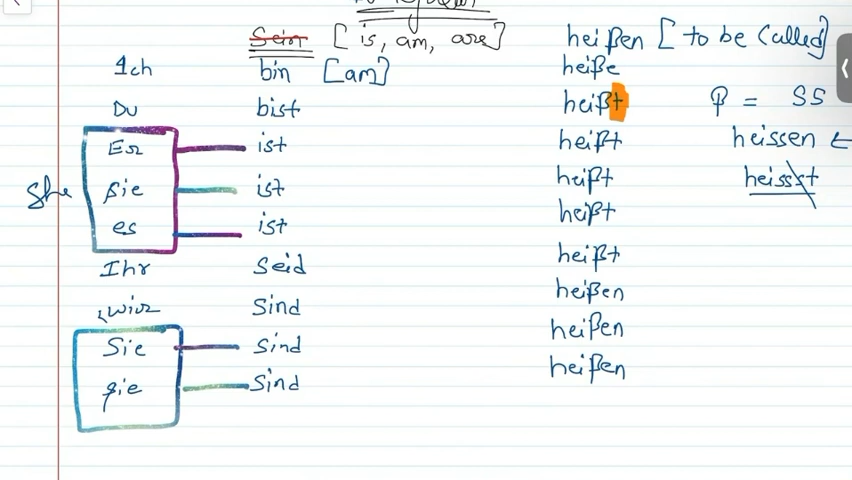 Sein [is, am, are] heißen [to be Called]
Ich bin [am] heiße
Du bist heißt ß = SS
Er ist heißt heissen
She sie ist heißt heissst
es ist heißt
Ihr Seid heißt
wir Sind heißen
Sie Sind heißen
sie Sind heißen